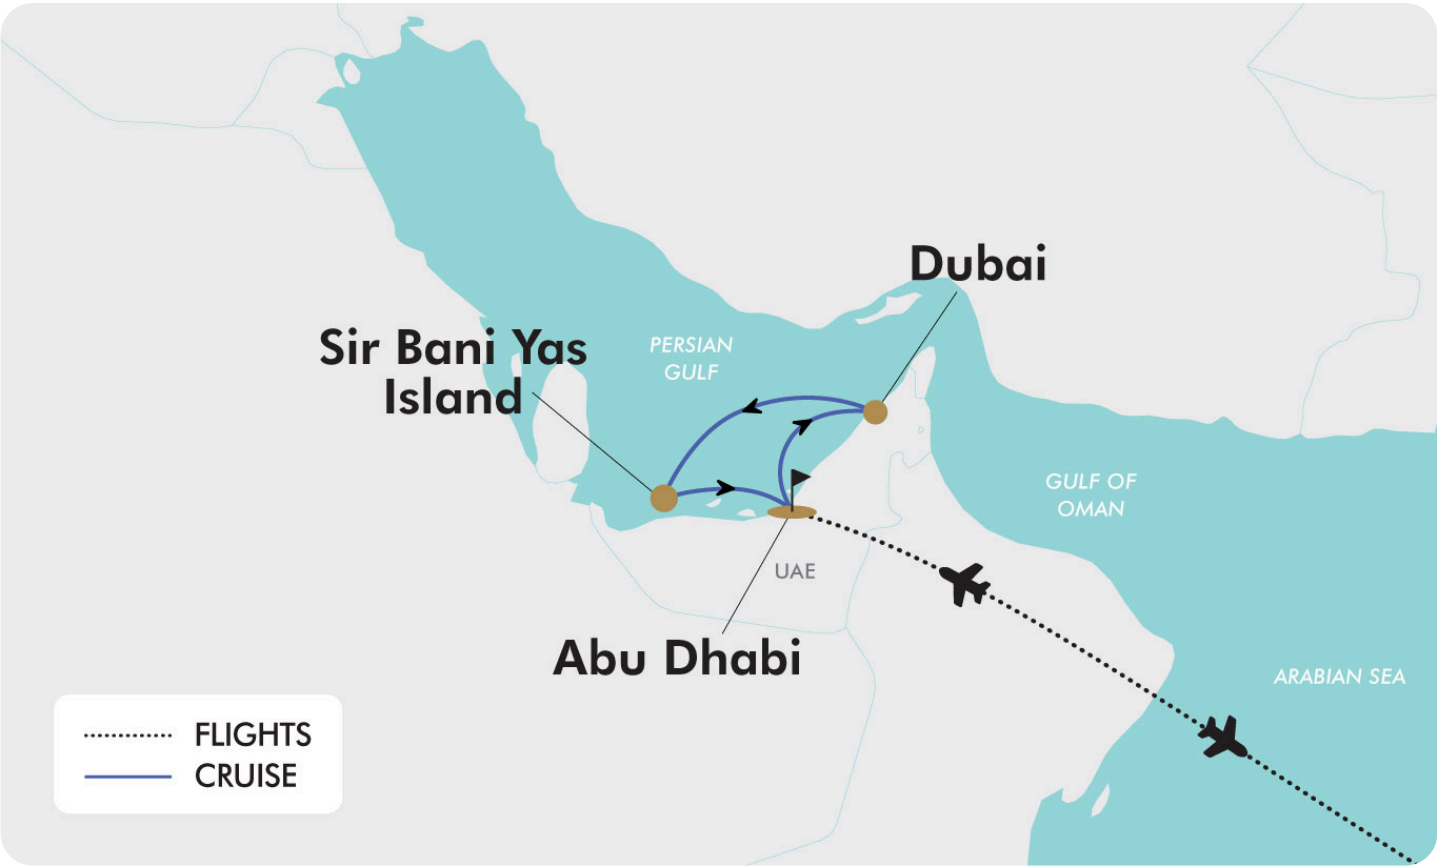 Dubai
Sir Bani Yas
Island
PERSIAN
GULF
GULF OF
OMAN
UAE
Abu Dhabi
ARABIAN SEA
FLIGHTS
CRUISE